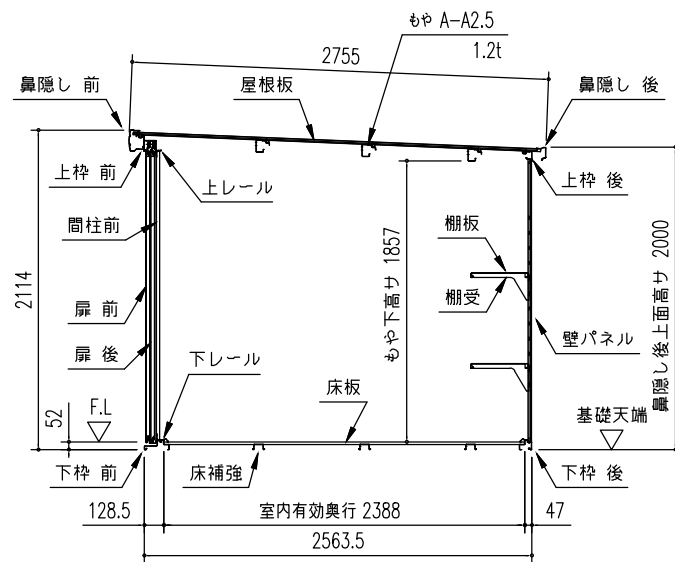 もや A-A2.5
1.2t
2755
鼻隠し 前
屋根板
鼻隠し 後
上枠 前
上レール
上枠 後
間柱前
棚板
棚受
もや下高サ 1857
鼻隠し後上面高サ 2000
2114
扉 前
扉 後
壁パネル
下レール
床板
F.L
52
基礎天端
下枠 前
床補強
下枠 後
128.5
室内有効奥行 2388
47
2563.5